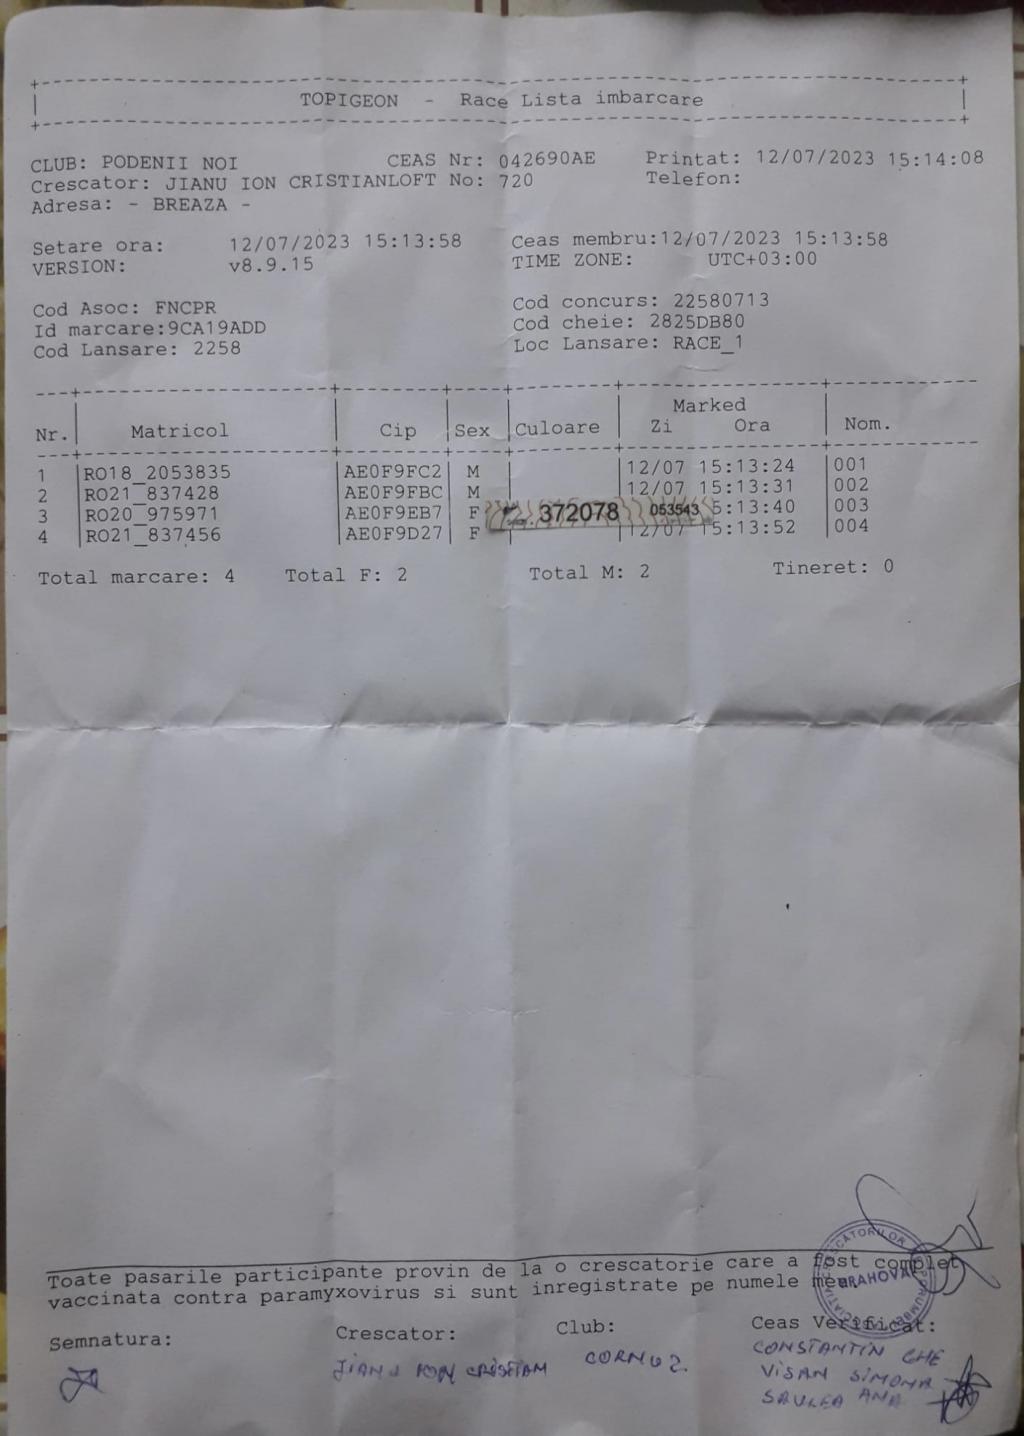 TOPIGEON - Race Lista imbarcare
CLUB: PODENII NOI CEAS Nr: 042690AE Printat: 12/07/2023 15:14:08
Crescator: JIANU ION CRISTIANLOFT No: 720 Telefon:
Adresa: - BREAZA -
Setare ora: 12/07/2023 15:13:58 Ceas membru:12/07/2023 15:13:58
VERSION: v8.9.15 TIME ZONE: UTC+03:00
Cod Asoc: FNCPR Cod concurs: 22580713
Id marcare:9CA19ADD Cod cheie: 2825DB80
Cod Lansare: 2258 Loc Lansare: RACE_1
Marked
Nr. Matricol Cip Sex Culoare Zi Ora Nom.
1 RO18_2053835 AE0F9FC2 M 12/07 15:13:24 001
2 RO21_837428 AE0F9FBC M 12/07 15:13:31 002
3 RO20_975971 AE0F9EB7 F 372078 053543 5:13:40 003
4 RO21_837456 AE0F9D27 F 12/07 15:13:52 004
Total marcare: 4 Total F: 2 Total M: 2 Tineret: 0
Toate pasarile participante provin de la o crescatorie care a fost complet
vaccinata contra paramyxovirus si sunt inregistrate pe numele meu.
PRAHOVA
Semnatura: Crescator: Club: Ceas Verificat:
JIANU ION CRISTIAN CORNU 2. CONSTANTIN GHE
VISAN SIMONA
SAVLEA ANA